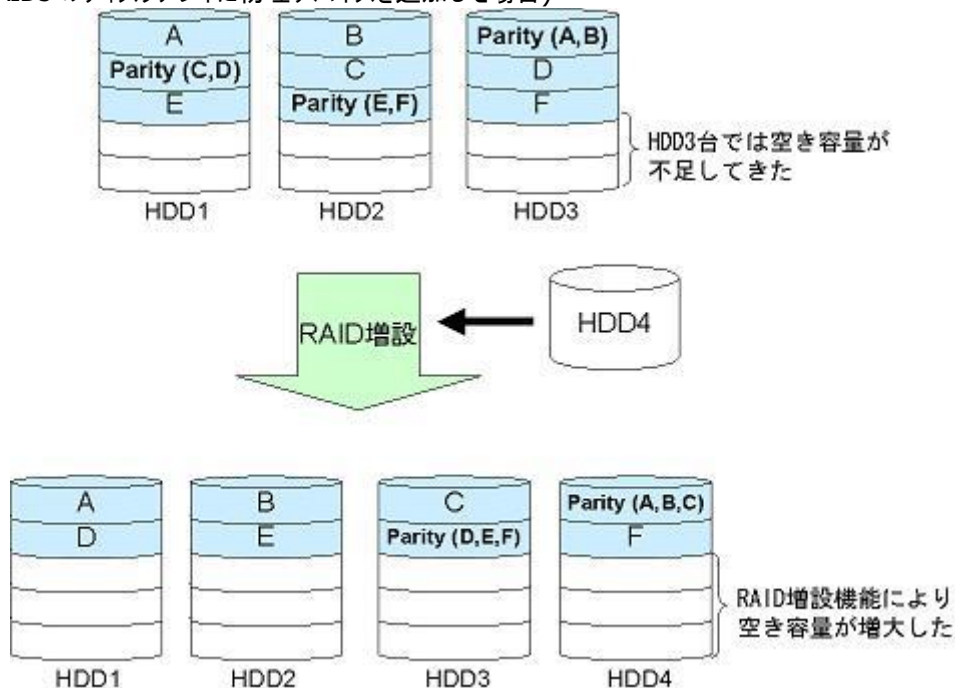 A
B
Parity (A,B)
Parity (C,D)
C
D
E
Parity (E,F)
F
HDD3台では空き容量が
不足してきた
HDD1
HDD2
HDD3
RAID増設
HDD4
A
B
C
Parity (A,B,C)
D
E
Parity (D,E,F)
F
RAID増設機能により
空き容量が増大した
HDD1
HDD2
HDD3
HDD4